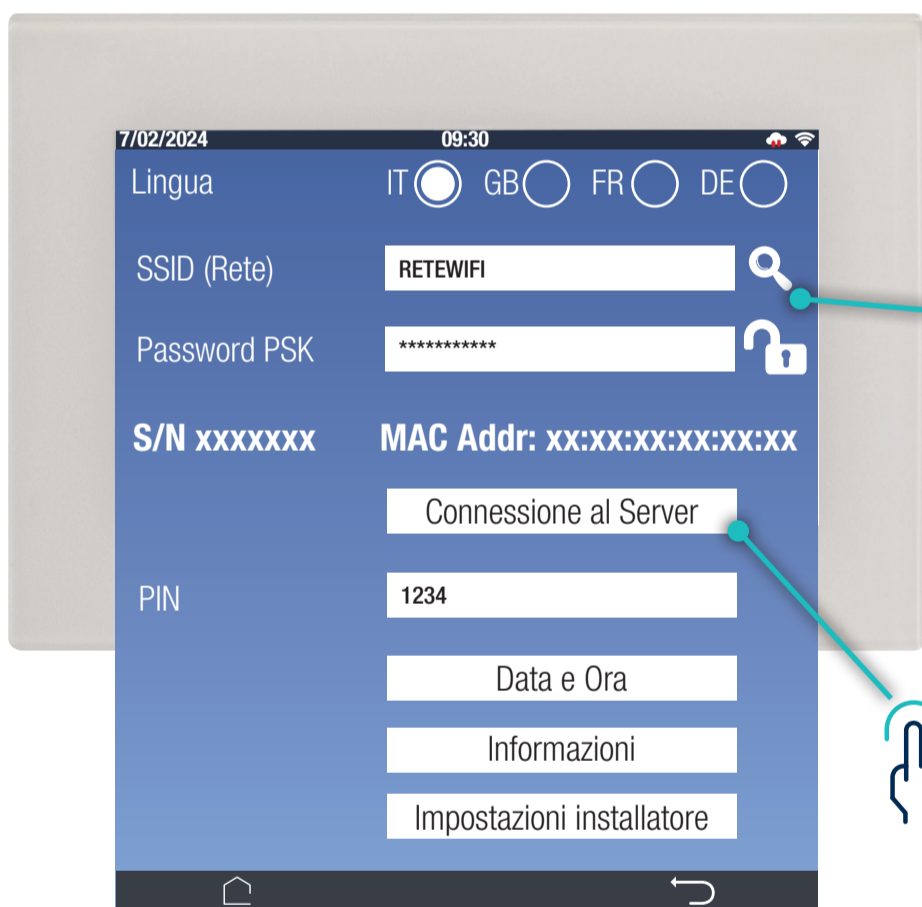 7/02/2024 09:30
Lingua IT GB FR DE
SSID (Rete) RETEWIFI
Password PSK ***********
S/N xxxxxxx MAC Addr: xx:xx:xx:xx:xx:xx
Connessione al Server
PIN 1234
Data e Ora
Informazioni
Impostazioni installatore